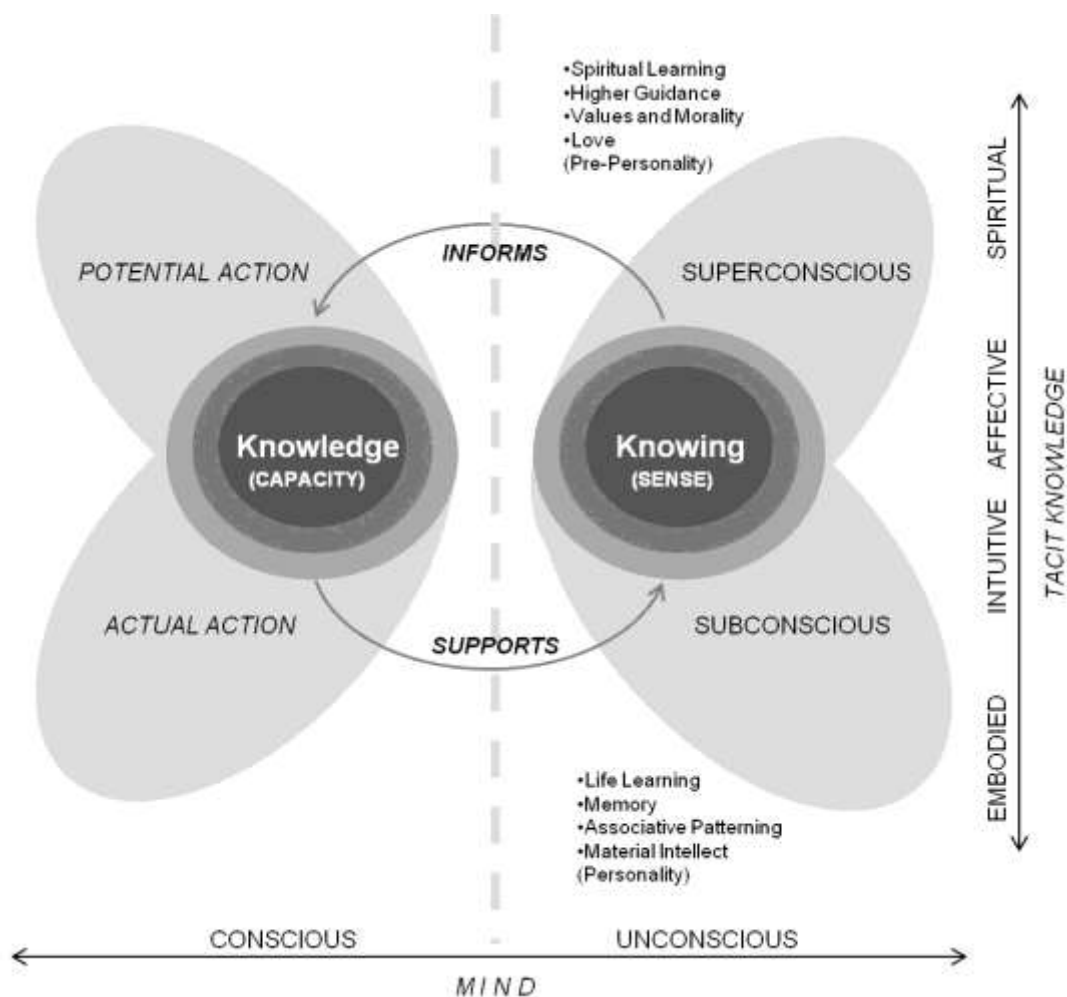 •Spiritual Learning
•Higher Guidance
•Values and Morality
•Love
(Pre-Personality)
INFORMS
POTENTIAL ACTION
SUPERCONSCIOUS
Knowledge
(CAPACITY)
Knowing
(SENSE)
ACTUAL ACTION
SUBCONSCIOUS
SUPPORTS
•Life Learning
•Memory
•Associative Patterning
•Material Intellect
(Personality)
SPIRITUAL
AFFECTIVE
INTUITIVE
EMBODIED
TACIT KNOWLEDGE
CONSCIOUS
UNCONSCIOUS
MIND